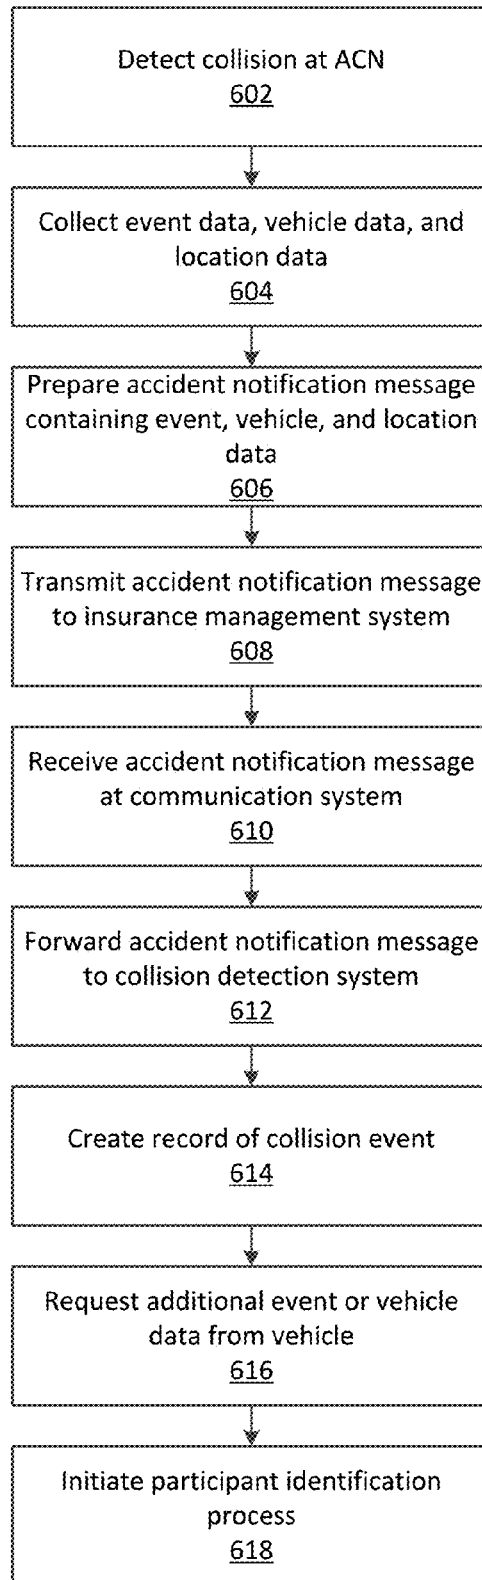 Detect collision at ACN
602
Collect event data, vehicle data, and
location data
604
Prepare accident notification message
containing event, vehicle, and location
data
606
Transmit accident notification message
to insurance management system
608
Receive accident notification message
at communication system
610
Forward accident notification message
to collision detection system
612
Create record of collision event
614
Request additional event or vehicle
data from vehicle
616
Initiate participant identification
process
618